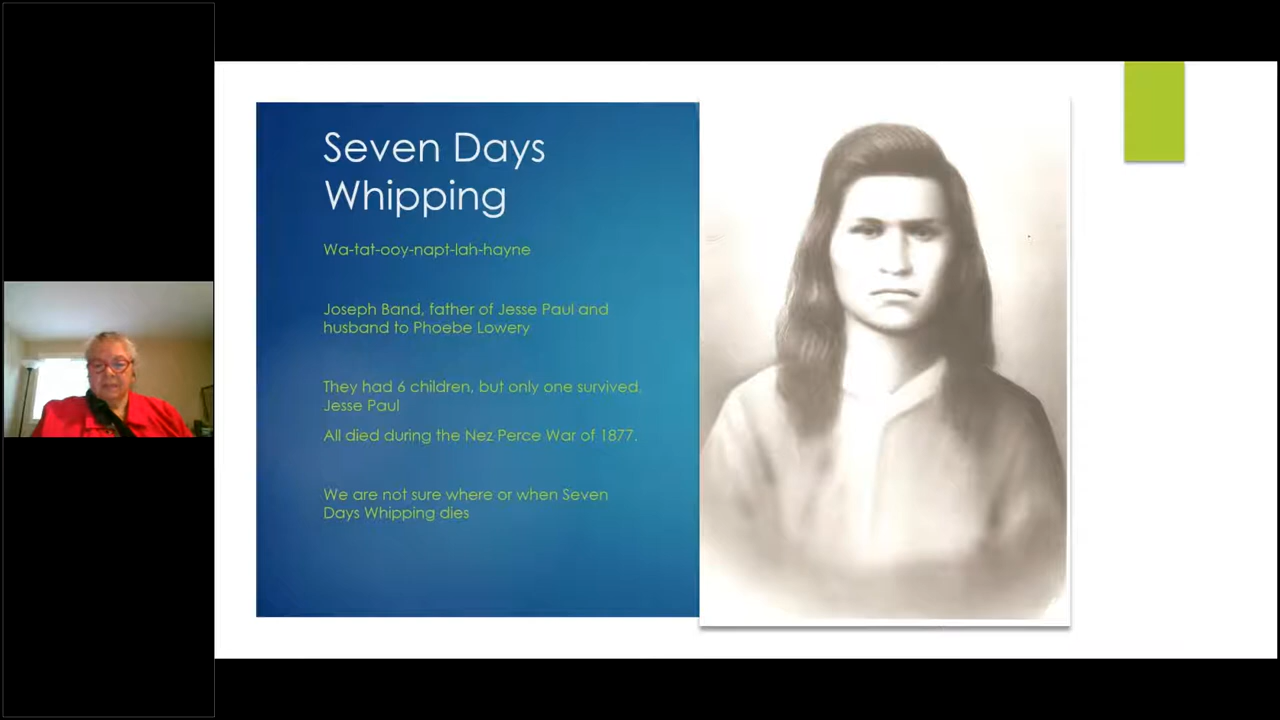 Seven Days
Whipping
Wa-tat-ooy-napt-lah-hayne
Joseph Band, father of Jesse Paul and
husband to Phoebe Lowery
They had 6 children, but only one survived,
Jesse Paul
All died during the Nez Perce War of 1877.
We are not sure where or when Seven
Days Whipping dies